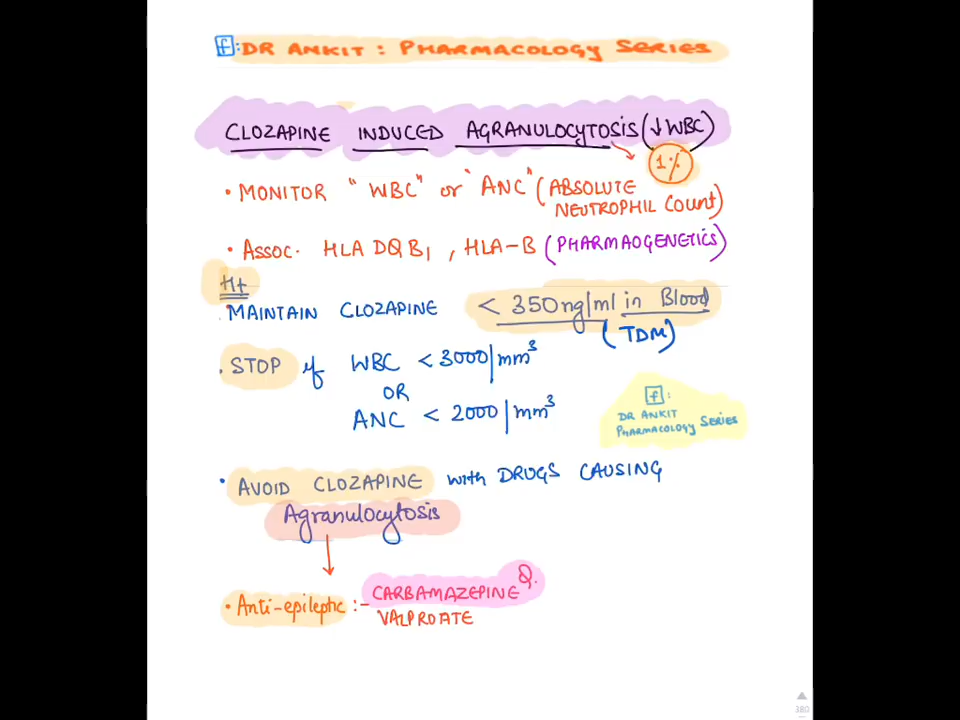 f: DR ANKIT : PHARMACOLOGY SERIES
CLOZAPINE INDUCED AGRANULOCYTOSIS (↓ WBC)
1%
• MONITOR "WBC" or "ANC" (ABSOLUTE
NEUTROPHIL COUNT)
• ASSOC. HLA DQB1, HLA-B (PHARMAOGENETICS)
Ht
• MAINTAIN CLOZAPINE < 350ng/ml in Blood
(TDM)
• STOP if WBC < 3000/mm³
OR
ANC < 2000/mm³
f:
DR ANKIT
PHARMACOLOGY SERIES
• AVOID CLOZAPINE with DRUGS CAUSING
Agranulocytosis
• Anti-epileptic :- CARBAMAZEPINE Q.
VALPROATE
380